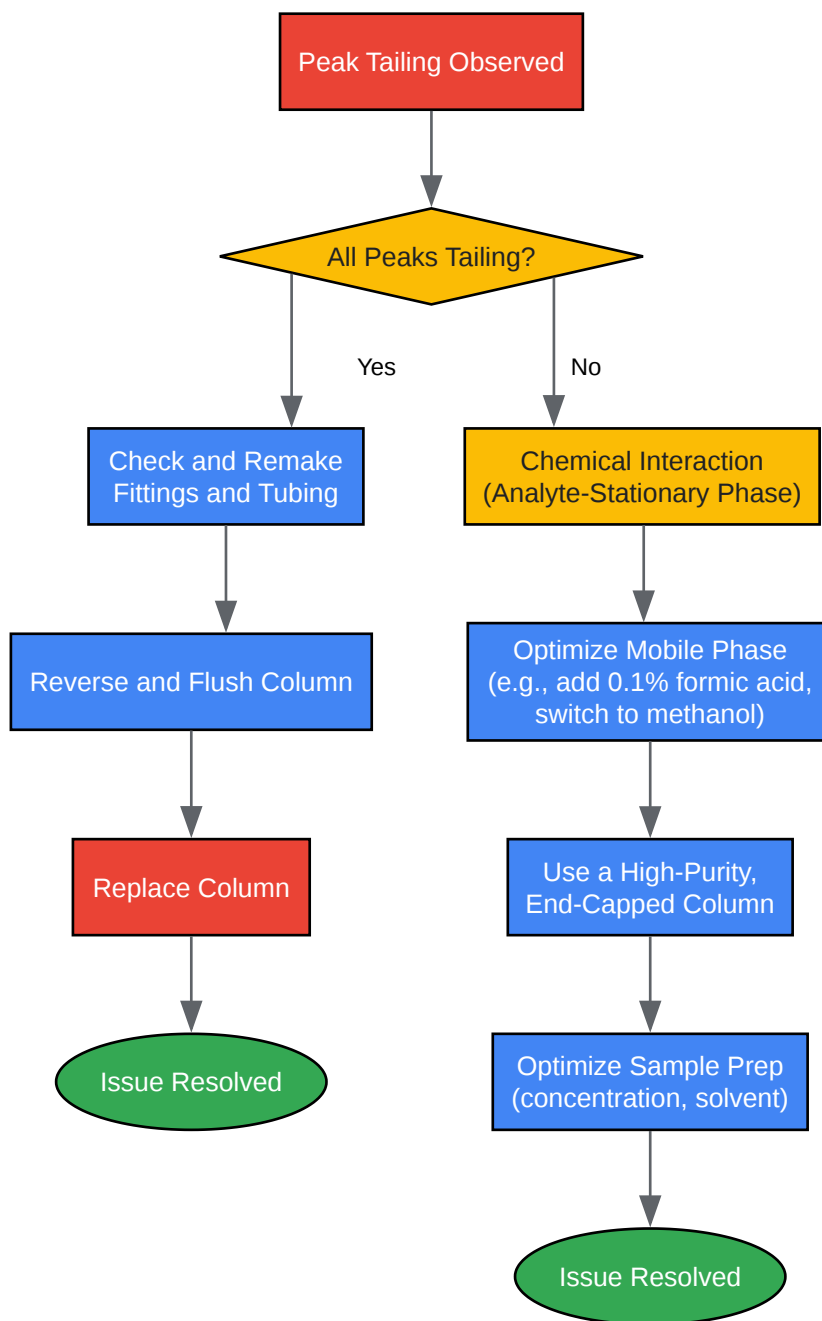 Peak Tailing Observed
All Peaks Tailing?
Yes
No
Check and Remake
Fittings and Tubing
Chemical Interaction
(Analyte-Stationary Phase)
Reverse and Flush Column
Optimize Mobile Phase
(e.g., add 0.1% formic acid,
switch to methanol)
Replace Column
Use a High-Purity,
End-Capped Column
Issue Resolved
Optimize Sample Prep
(concentration, solvent)
Issue Resolved